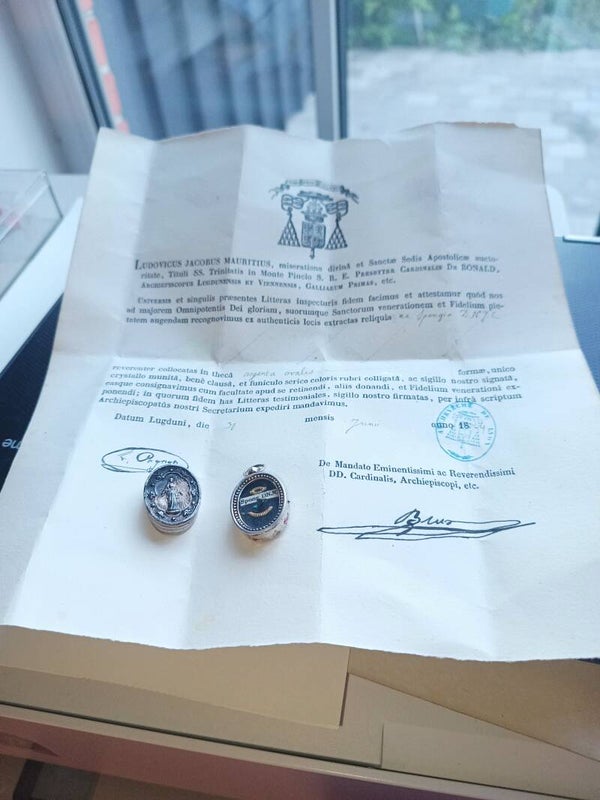 LUDOVICUS JACOBUS MAURITIUS, miseratione divinâ et Sanctæ Sedis Apostolicæ aucto-
ritate, Tituli SS. Trinitatis in Monte Pincio S. R. E. PRESBYTER CARDINALIS DE BONALD,
ARCHIEPISCOPUS LUGDUNENSIS ET VIENNENSIS, GALLIARUM PRIMAS, etc.
UNIVERSIS et singulis præsentes Litteras inspecturis fidem facimus et attestamur quòd nos
ad majorem Omnipotentis Dei gloriam, suorumque Sanctorum venerationem et Fidelium pie-
tatem augendam recognovimus ex authenticis locis extractas reliquias ex Spongia
reverenter collocatas in thecâ argentea ovalis formæ, unico
crystallo munitâ, benè clausâ, et funiculo serico coloris rubri colligatâ, ac sigillo nostro signatâ,
easque consignavimus cum facultate apud se retinendi, aliis donandi, et Fidelium venerationi ex-
ponendi; in quorum fidem has Litteras testimoniales, sigillo nostro firmatas, per infrà scriptum
Archiepiscopatûs nostri Secretarium expediri mandavimus.
Datum Lugduni, die mensis anno 18
De Mandato Eminentissimi ac Reverendissimi
DD. Cardinalis, Archiepiscopi, etc.